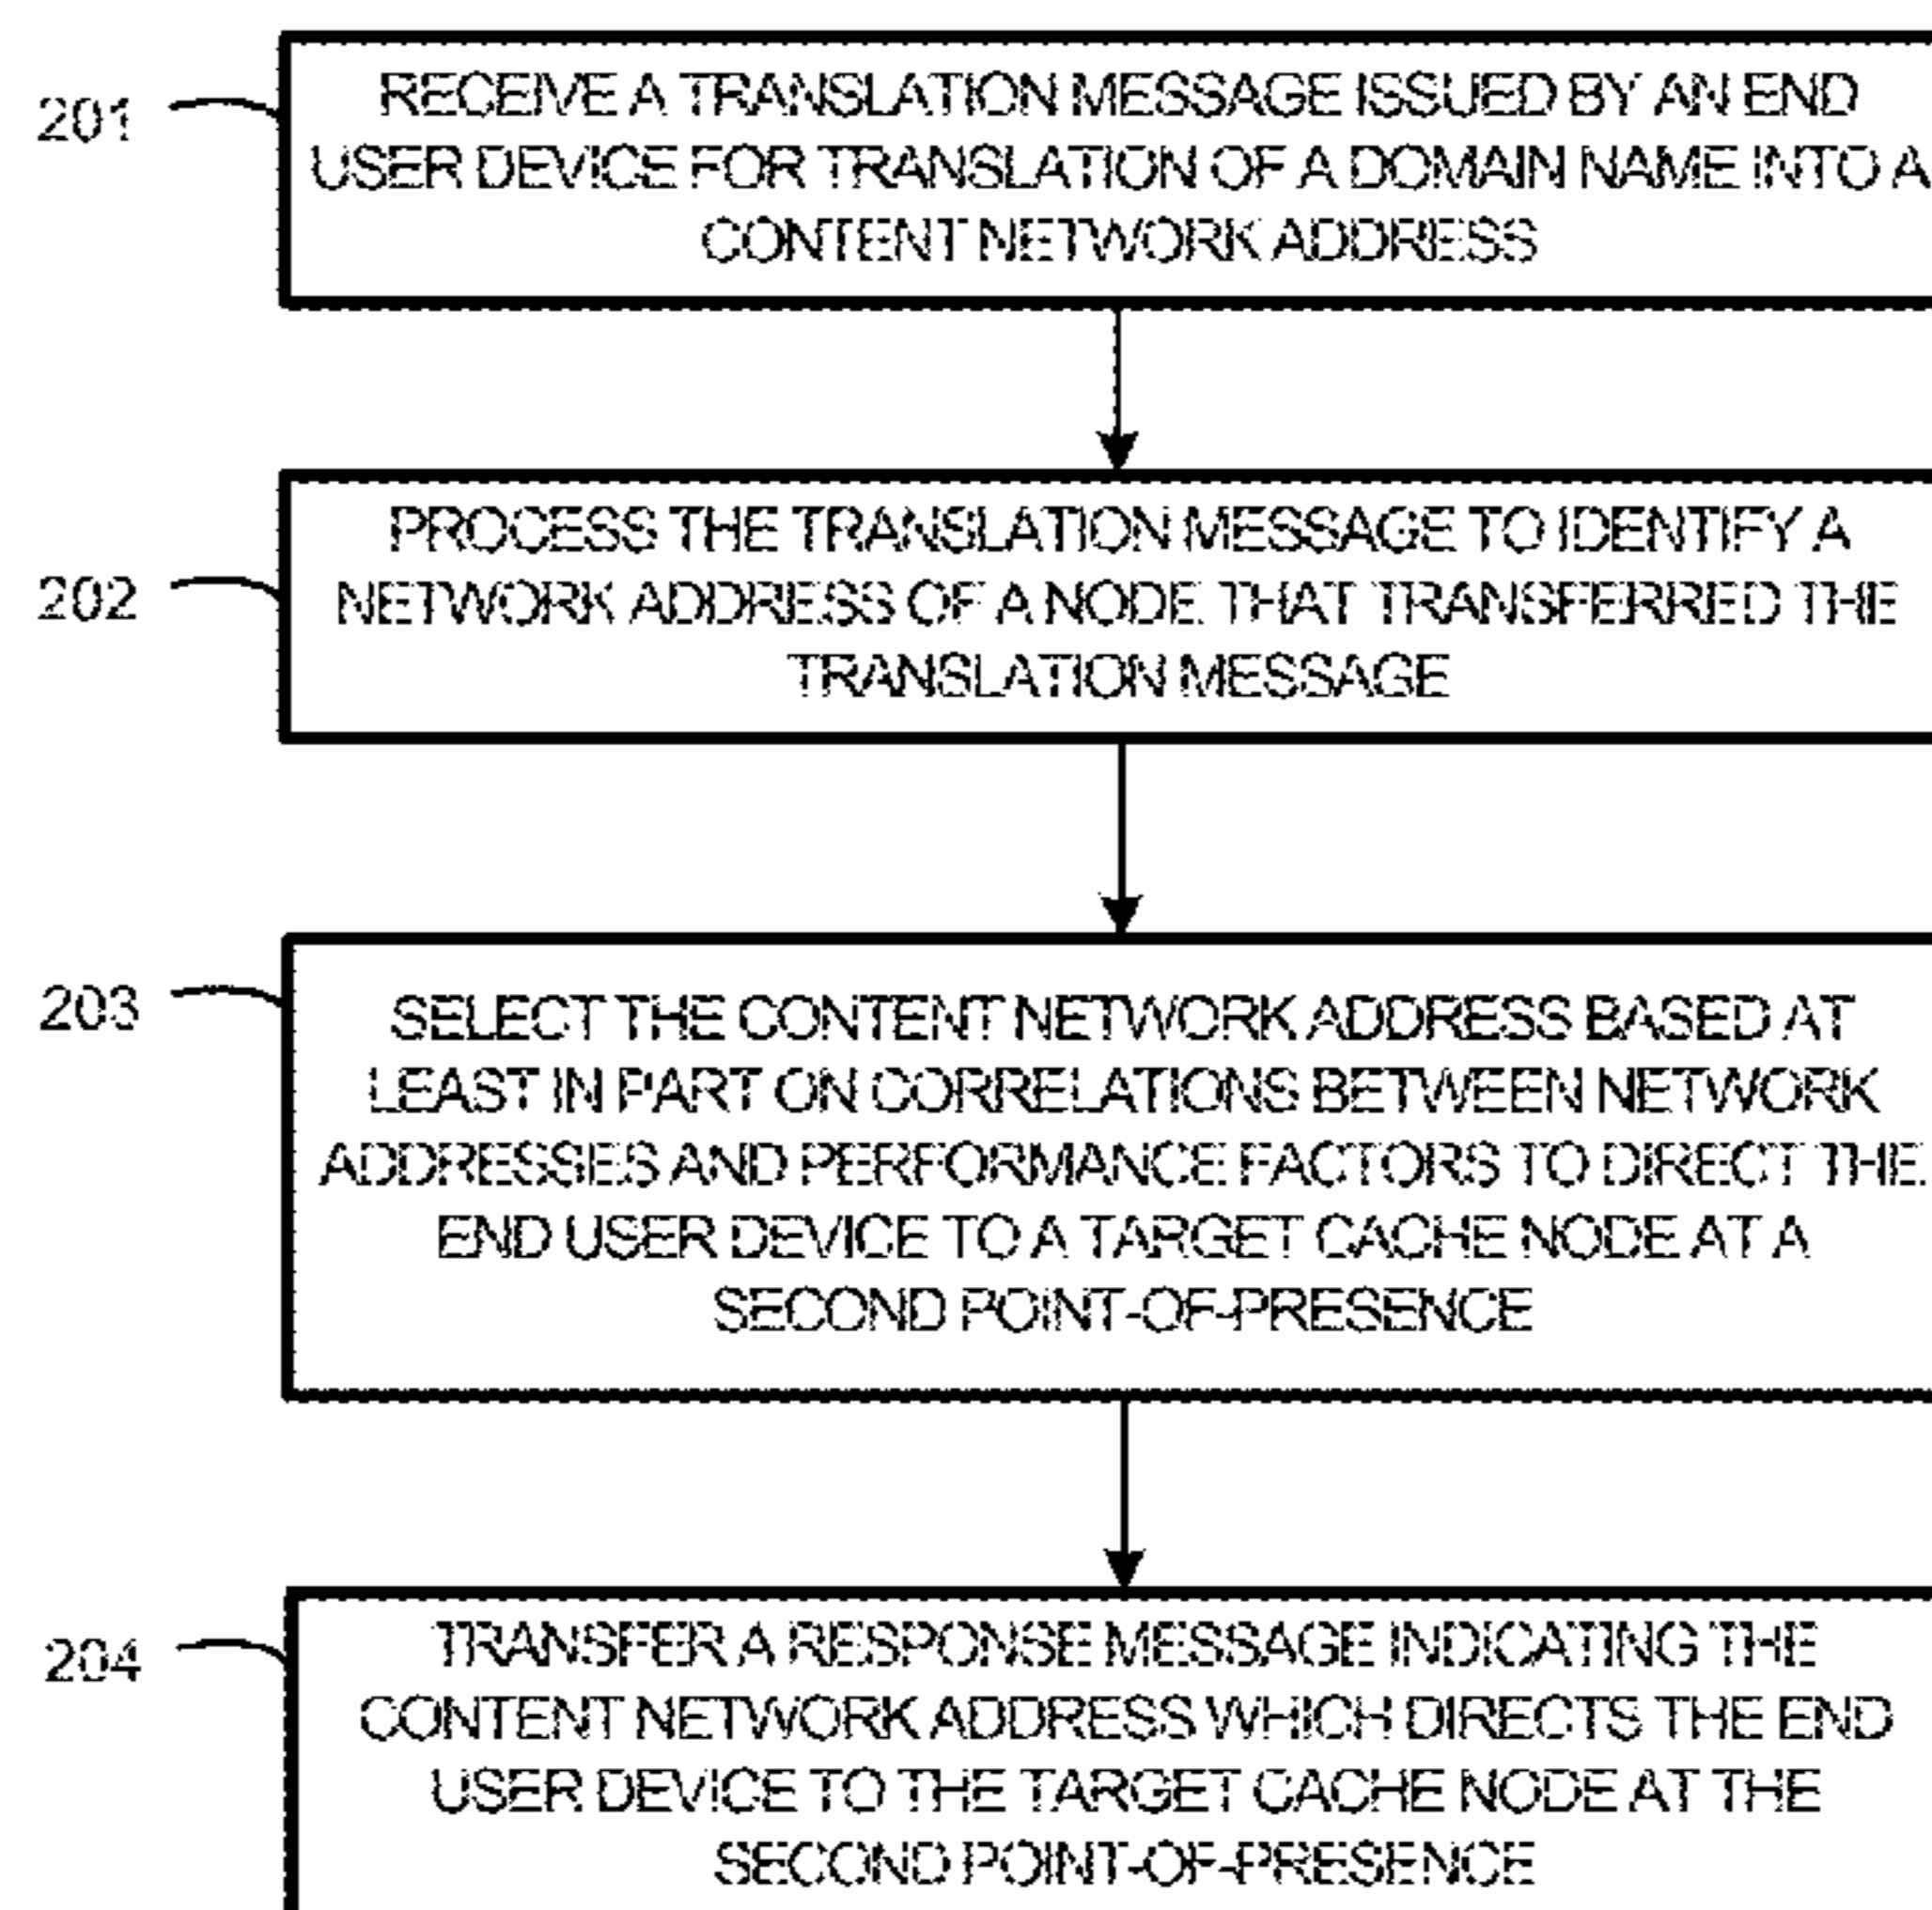 201
RECEIVE A TRANSLATION MESSAGE ISSUED BY AN END
USER DEVICE FOR TRANSLATION OF A DOMAIN NAME INTO A
CONTENT NETWORK ADDRESS
202
PROCESS THE TRANSLATION MESSAGE TO IDENTIFY A
NETWORK ADDRESS OF A NODE THAT TRANSFERRED THE
TRANSLATION MESSAGE
203
SELECT THE CONTENT NETWORK ADDRESS BASED AT
LEAST IN PART ON CORRELATIONS BETWEEN NETWORK
ADDRESSES AND PERFORMANCE FACTORS TO DIRECT THE
END USER DEVICE TO A TARGET CACHE NODE AT A
SECOND POINT-OF-PRESENCE
204
TRANSFER A RESPONSE MESSAGE INDICATING THE
CONTENT NETWORK ADDRESS WHICH DIRECTS THE END
USER DEVICE TO THE TARGET CACHE NODE AT THE
SECOND POINT-OF-PRESENCE